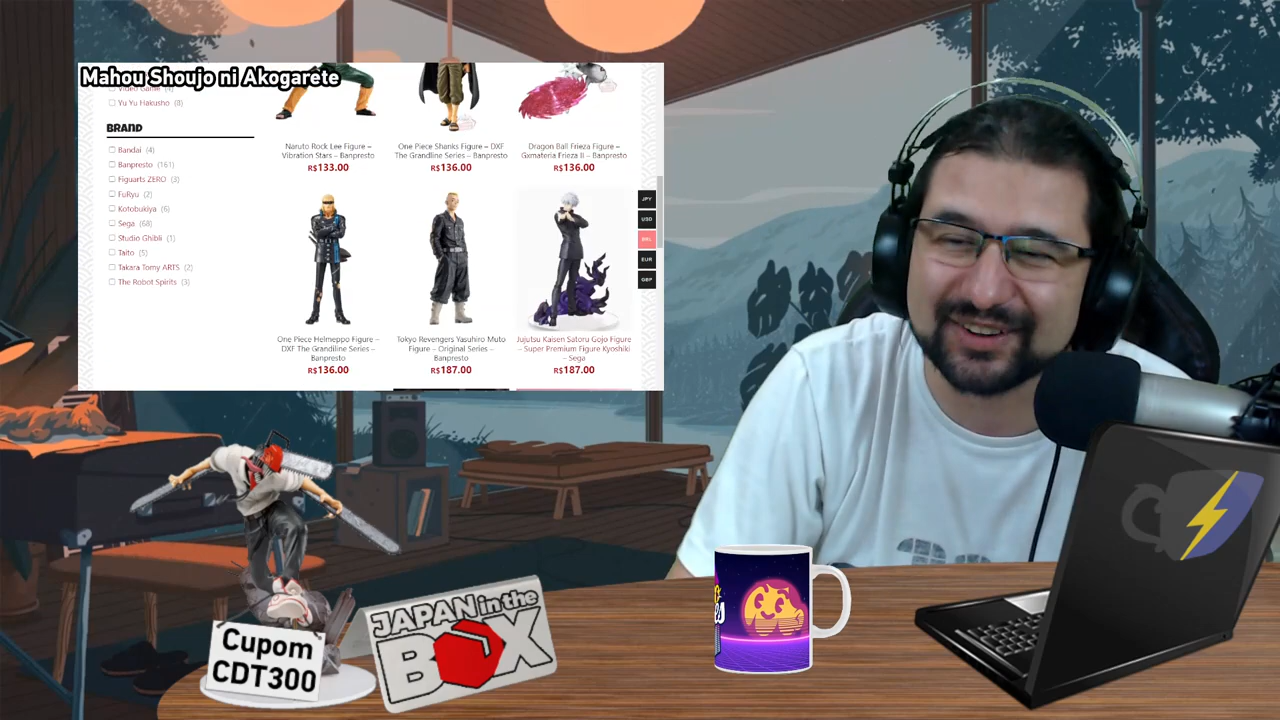 Mahou Shoujo ni Akogarete
Video Game (4)
Yu Yu Hakusho (8)
BRAND
Bandai (4)
Banpresto (161)
Figuarts ZERO (3)
FuRyu (2)
Kotobukiya (6)
Sega (68)
Studio Ghibli (1)
Taito (5)
Takara Tomy ARTS (2)
The Robot Spirits (3)
Naruto Rock Lee Figure –
Vibration Stars – Banpresto
R$133.00
One Piece Shanks Figure – DXF
The Grandline Series – Banpresto
R$136.00
Dragon Ball Frieza Figure –
Gxmateria Frieza Ii – Banpresto
R$136.00
One Piece Helmeppo Figure –
DXF The Grandline Series –
Banpresto
R$136.00
Tokyo Revengers Yasuhiro Muto
Figure – Original Series –
Banpresto
R$187.00
Jujutsu Kaisen Satoru Gojo Figure
– Super Premium Figure Kyoshiki
– Sega
R$187.00
JPY
USD
BRL
EUR
GBP
Cupom
CDT300
JAPAN in the
BOX